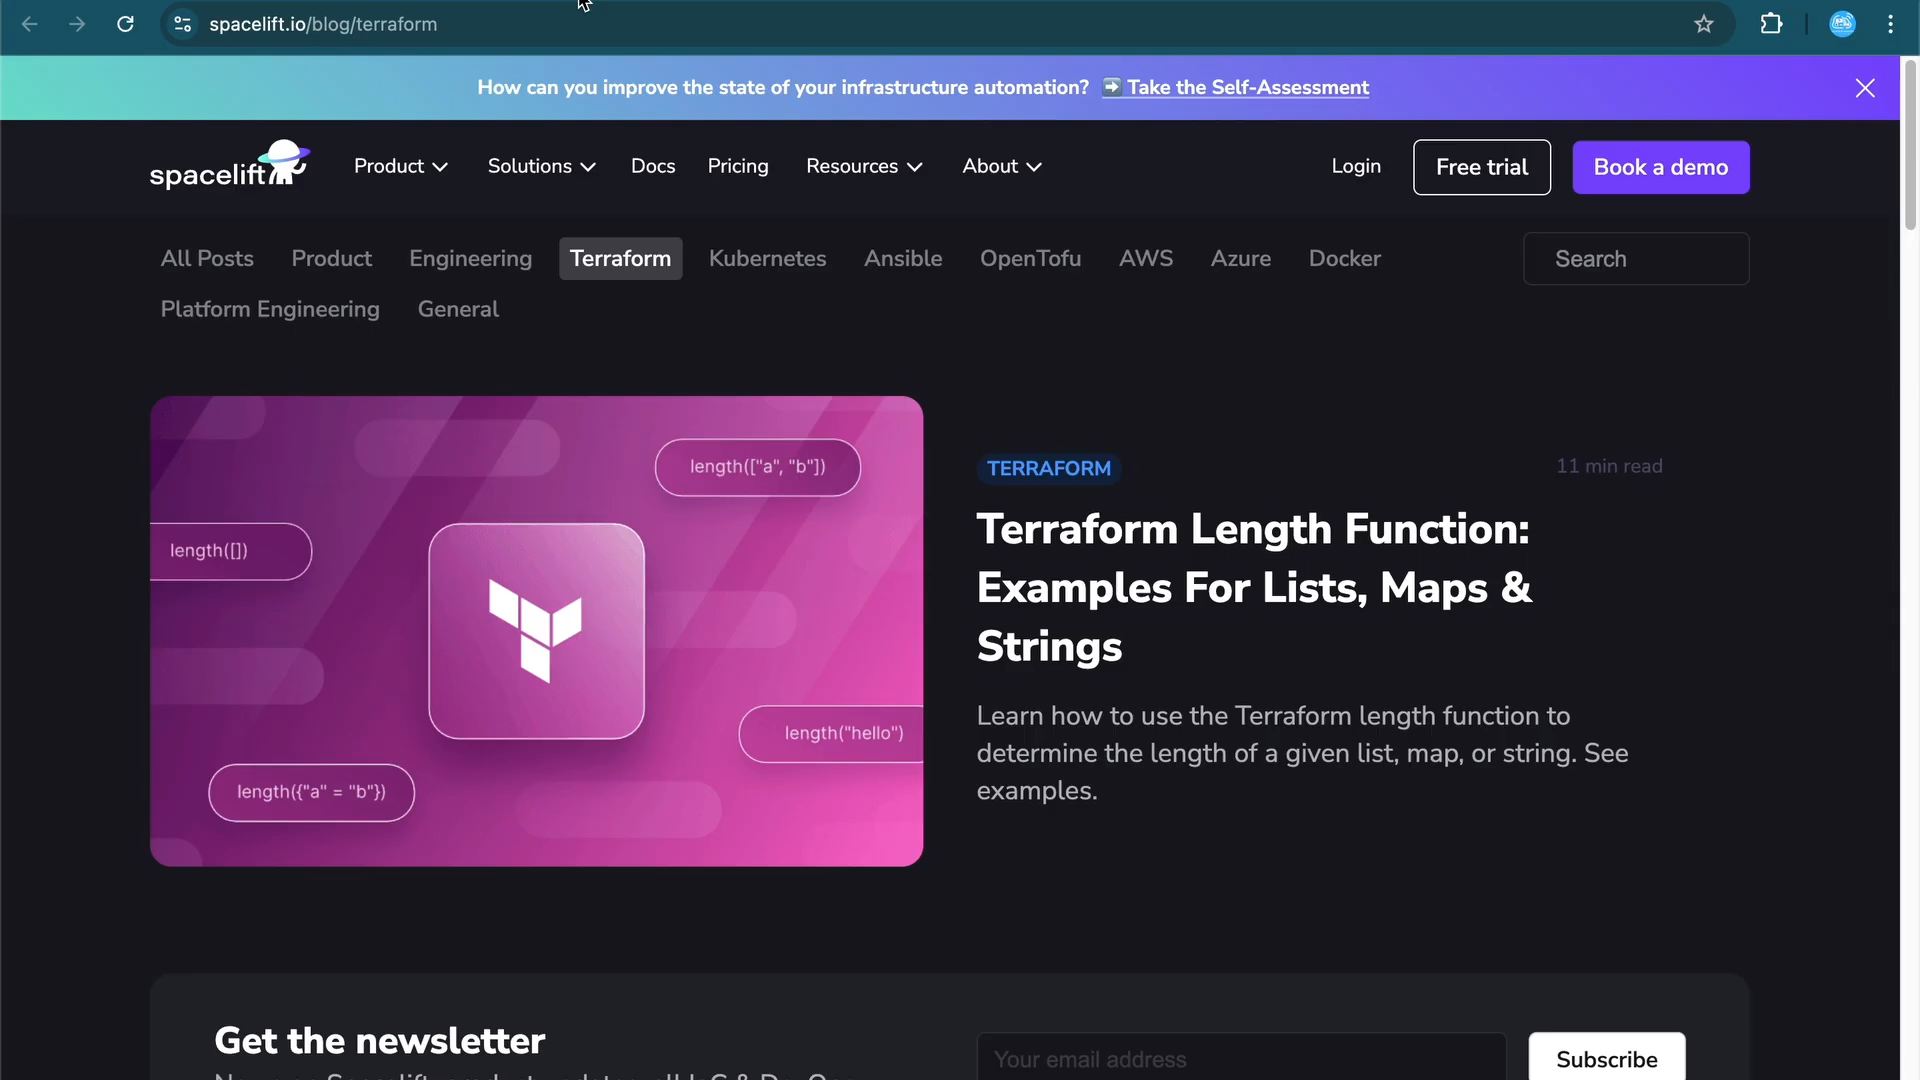 spacelift.io/blog/terraform
How can you improve the state of your infrastructure automation? ➡️ Take the Self-Assessment
spacelift
Product
Solutions
Docs
Pricing
Resources
About
Login
Free trial
Book a demo
All Posts
Product
Engineering
Terraform
Kubernetes
Ansible
OpenTofu
AWS
Azure
Docker
Search
Platform Engineering
General
length(["a", "b"])
length([])
length("hello")
length({"a" = "b"})
TERRAFORM
11 min read
Terraform Length Function:
Examples For Lists, Maps &
Strings
Learn how to use the Terraform length function to
determine the length of a given list, map, or string. See
examples.
Get the newsletter
Your email address
Subscribe